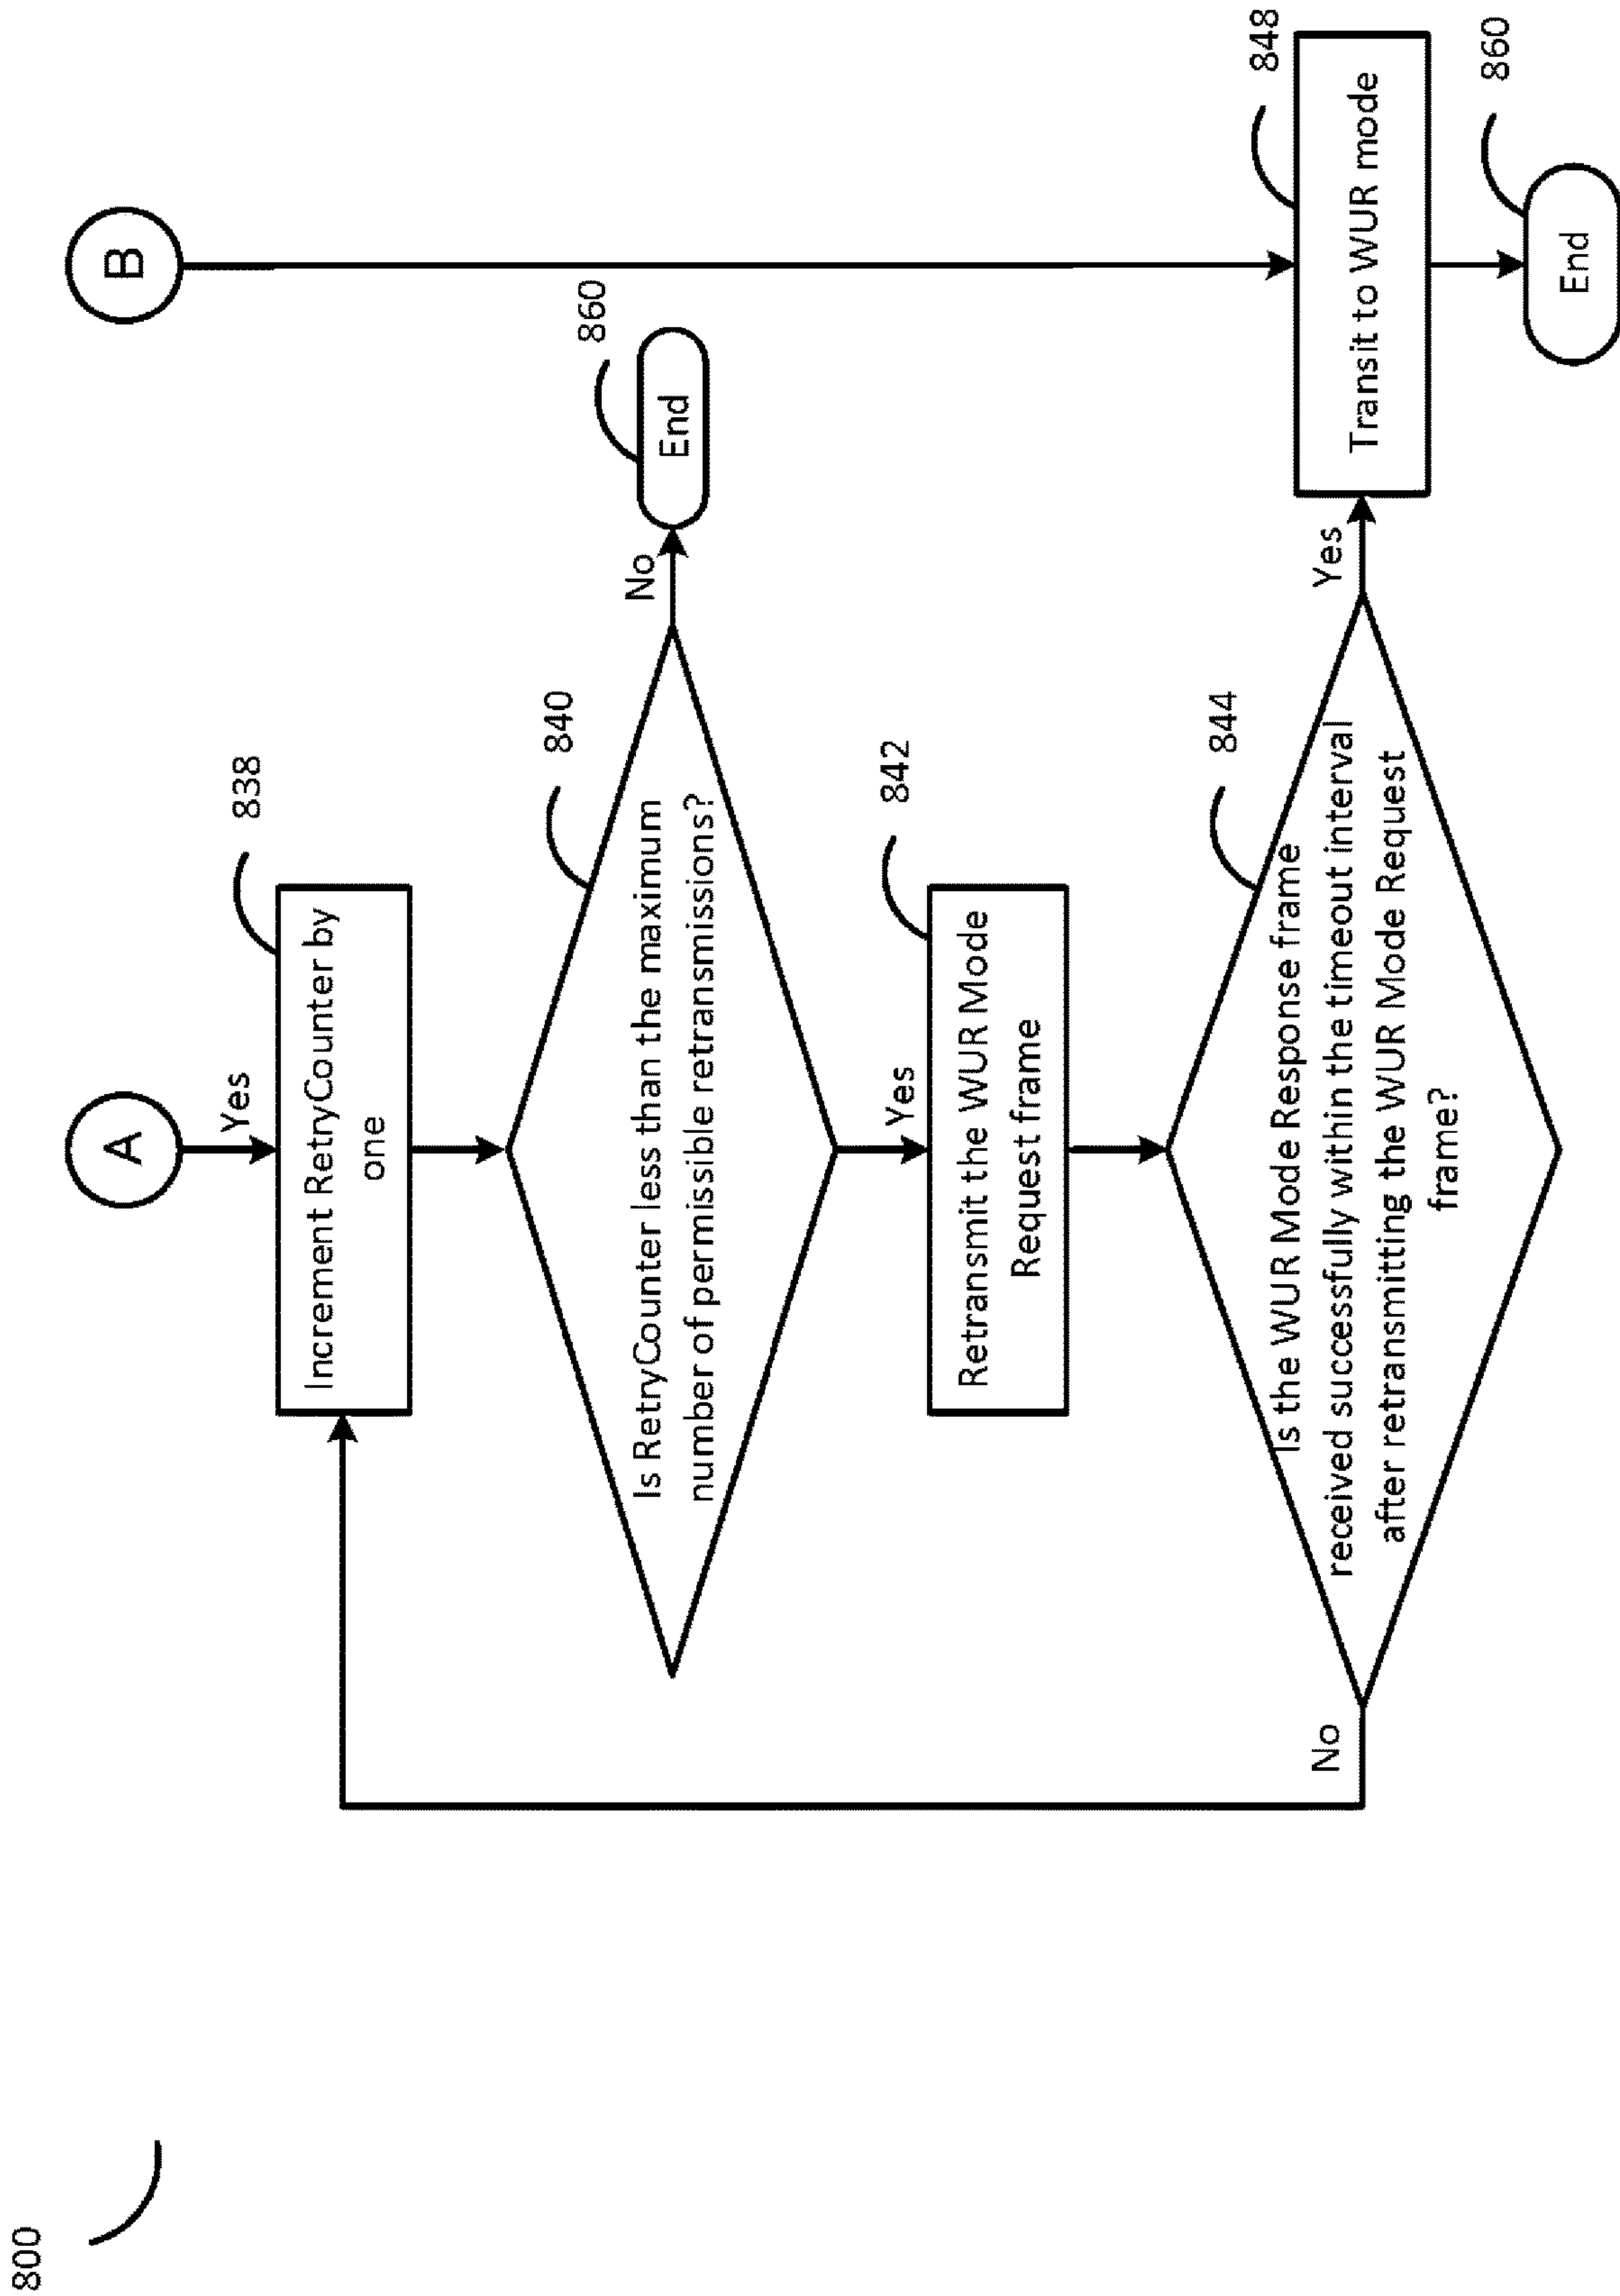 800
A
B
Yes
838
Increment RetryCounter by
one
840
Is RetryCounter less than the maximum
number of permissible retransmissions?
No
860
End
Yes
842
Retransmit the WUR Mode
Request frame
844
Is the WUR Mode Response frame
received successfully within the timeout interval
after retransmitting the WUR Mode Request
frame?
No
Yes
848
Transit to WUR mode
860
End